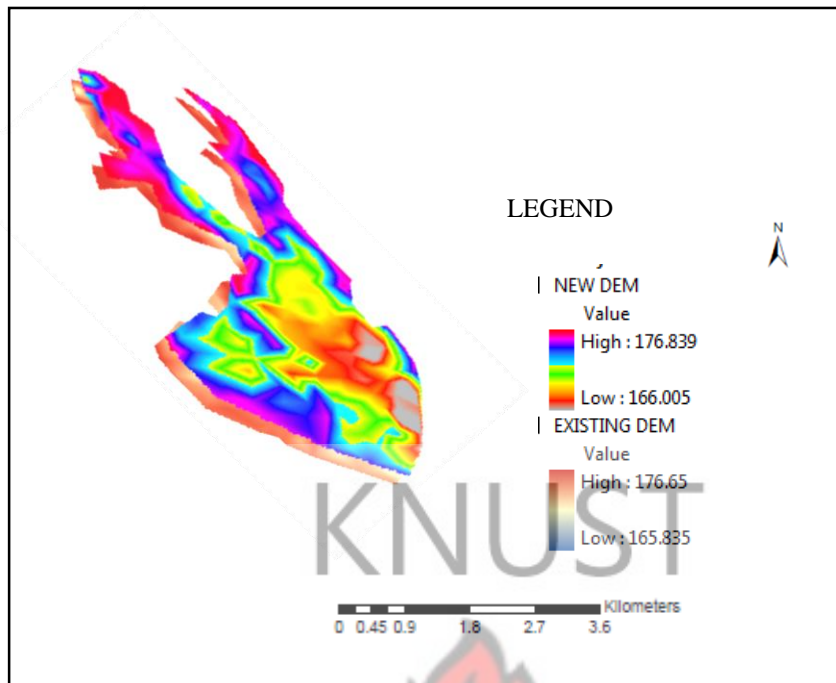 LEGEND
N
NEW DEM
Value
High : 176.839
Low : 166.005
EXISTING DEM
Value
High : 176.65
Low : 165.835
KNUST
Kilometers
0 0.45 0.9 1.8 2.7 3.6